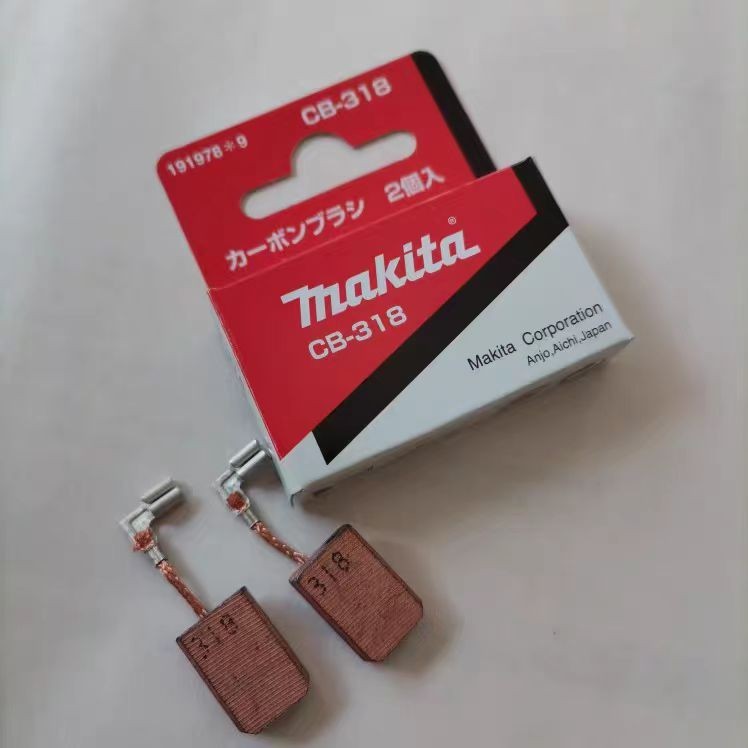 CB-318
191978*9
カーボンブラシ 2個入
makita®
CB-318
Makita Corporation
Anjo,Aichi,Japan
318
318